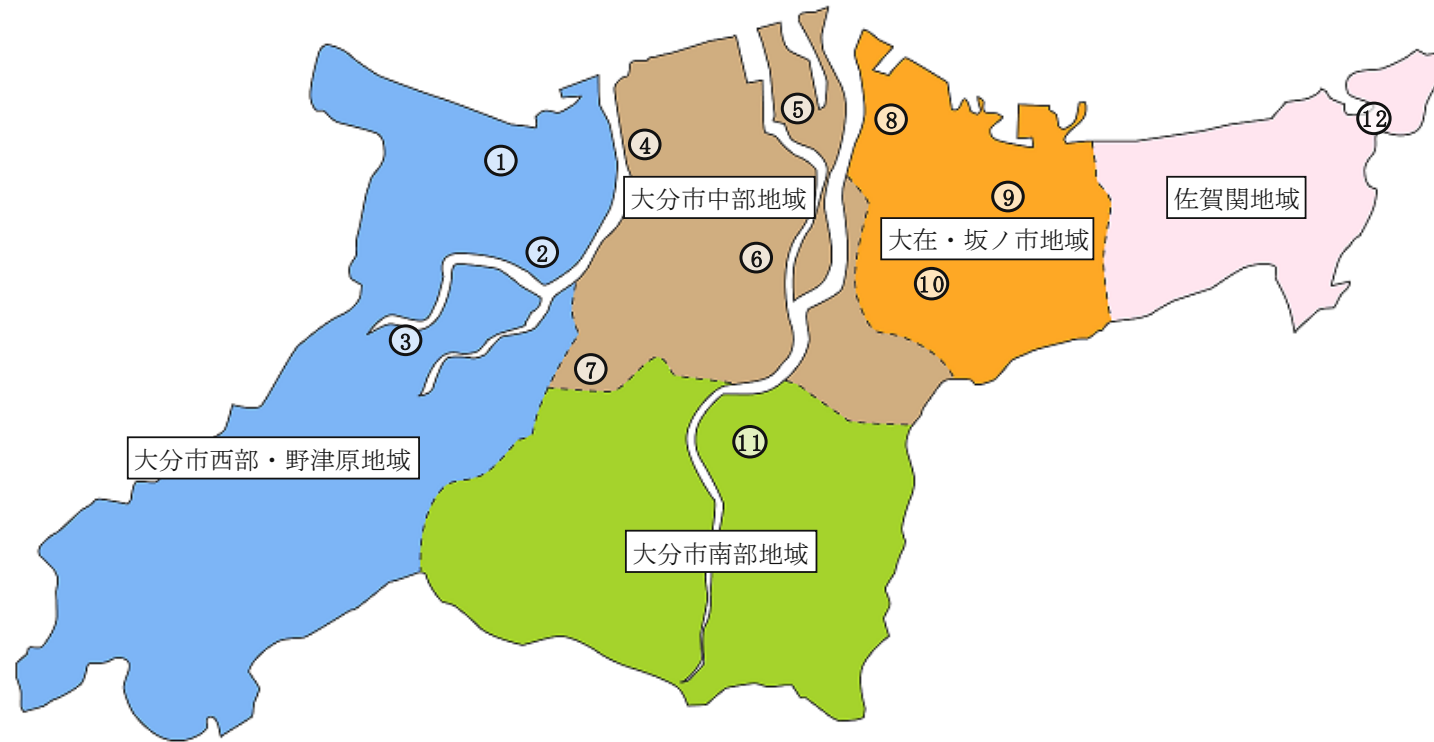 ①
②
③
④
⑤
⑥
⑦
⑧
⑨
⑩
⑪
⑫
大分市中部地域
佐賀関地域
大在・坂ノ市地域
大分市西部・野津原地域
大分市南部地域